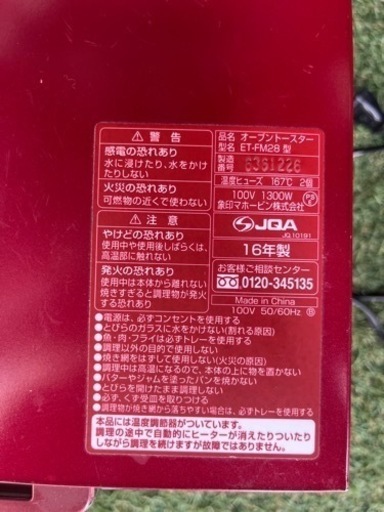 ⚠ 警告
感電の恐れあり
水に浸けたり、水をかけ
たりしない
火災の恐れあり
可燃物の近くで使わない
⚠ 注意
やけどの恐れあり
使用中や使用後しばらくは、
高温部に触れない
発火の恐れあり
使用中は本体から離れない
焼きすぎると調理物が発
火する恐れあり
品名 オーブントースター
型名 ET-FM28 型
製造番号 6361226
温度ヒューズ 167℃ 2個
100V 1300W
象印マホービン株式会社
PS E
JQA
JQ.10191
16年製
お客様ご相談センター
0120-345135
Made in China
100V 50/60Hz Ⓑ
●電源は、必ずコンセントを使用する
●とびらのガラスに水をかけない(割れる原因)
●魚・肉・フライは必ずトレーを使用する
●調理以外の目的で使用しない
●焼き網をはずして使用しない(火災の原因)
●調理中は高温になるので、本体の上に物を置かない
●バターやジャムを塗ったパンを焼かない
●とびらを開けたまま調理しない
●必ず、くず受皿を取りつける
●調理物が焼き網から落ちやすい場合は、必ずトレーを使用する
本品には温度調節器がついています。
調理の途中で自動的にヒーターが消えたりついたり
しながら調理を続けますが故障ではありません。